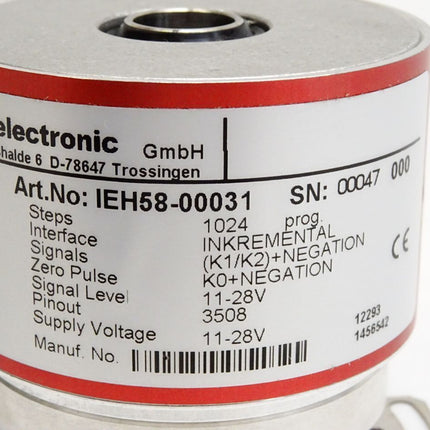 electronic GmbH
halde 6 D-78647 Trossingen
Art.No: IEH58-00031 SN: 00047 000
Steps 1024 prog.
Interface INKREMENTAL
Signals (K1/K2)+NEGATION
Zero Pulse K0+NEGATION
Signal Level 11-28V
Pinout 3508
Supply Voltage 11-28V
12293
Manuf. No. 1456542
CE